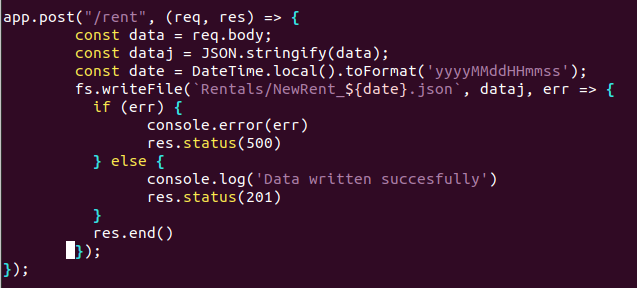 app.post("/rent", (req, res) => {
        const data = req.body;
        const dataj = JSON.stringify(data);
        const date = DateTime.local().toFormat('yyyyMMddHHmmss');
        fs.writeFile(`Rentals/NewRent_${date}.json`, dataj, err => {
          if (err) {
                console.error(err)
                res.status(500)
          } else {
                console.log('Data written succesfully')
                res.status(201)
          }
          res.end()
        });
});